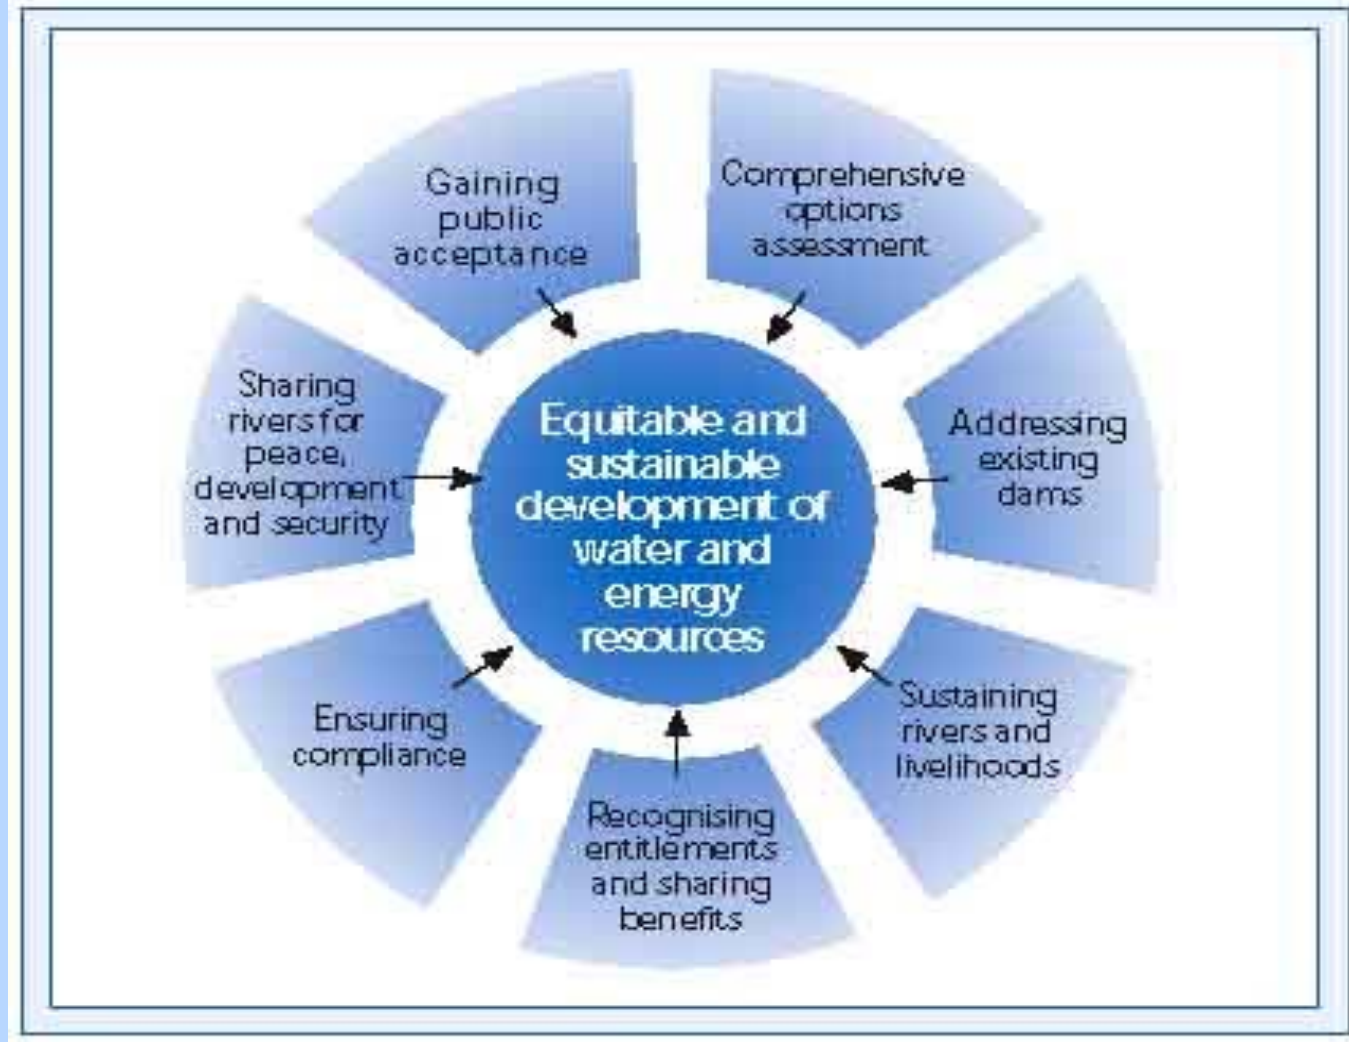 Gaining
public
acceptance
Comprehensive
options
assessment
Sharing
rivers for
peace,
development
and security
Equitable and
sustainable
development of
water and
energy
resources
Addressing
existing
dams
Ensuring
compliance
Sustaining
rivers and
livelihoods
Recognising
entitlements
and sharing
benefits